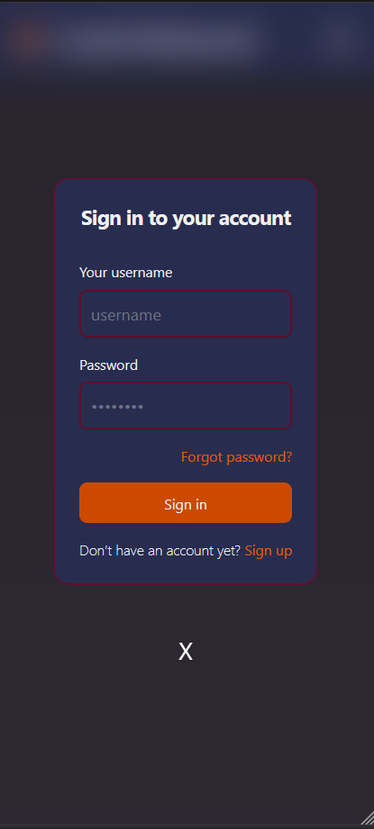 Sign in to your account
Your username
username
Password
••••••••
Forgot password?
Sign in
Don't have an account yet? Sign up
X